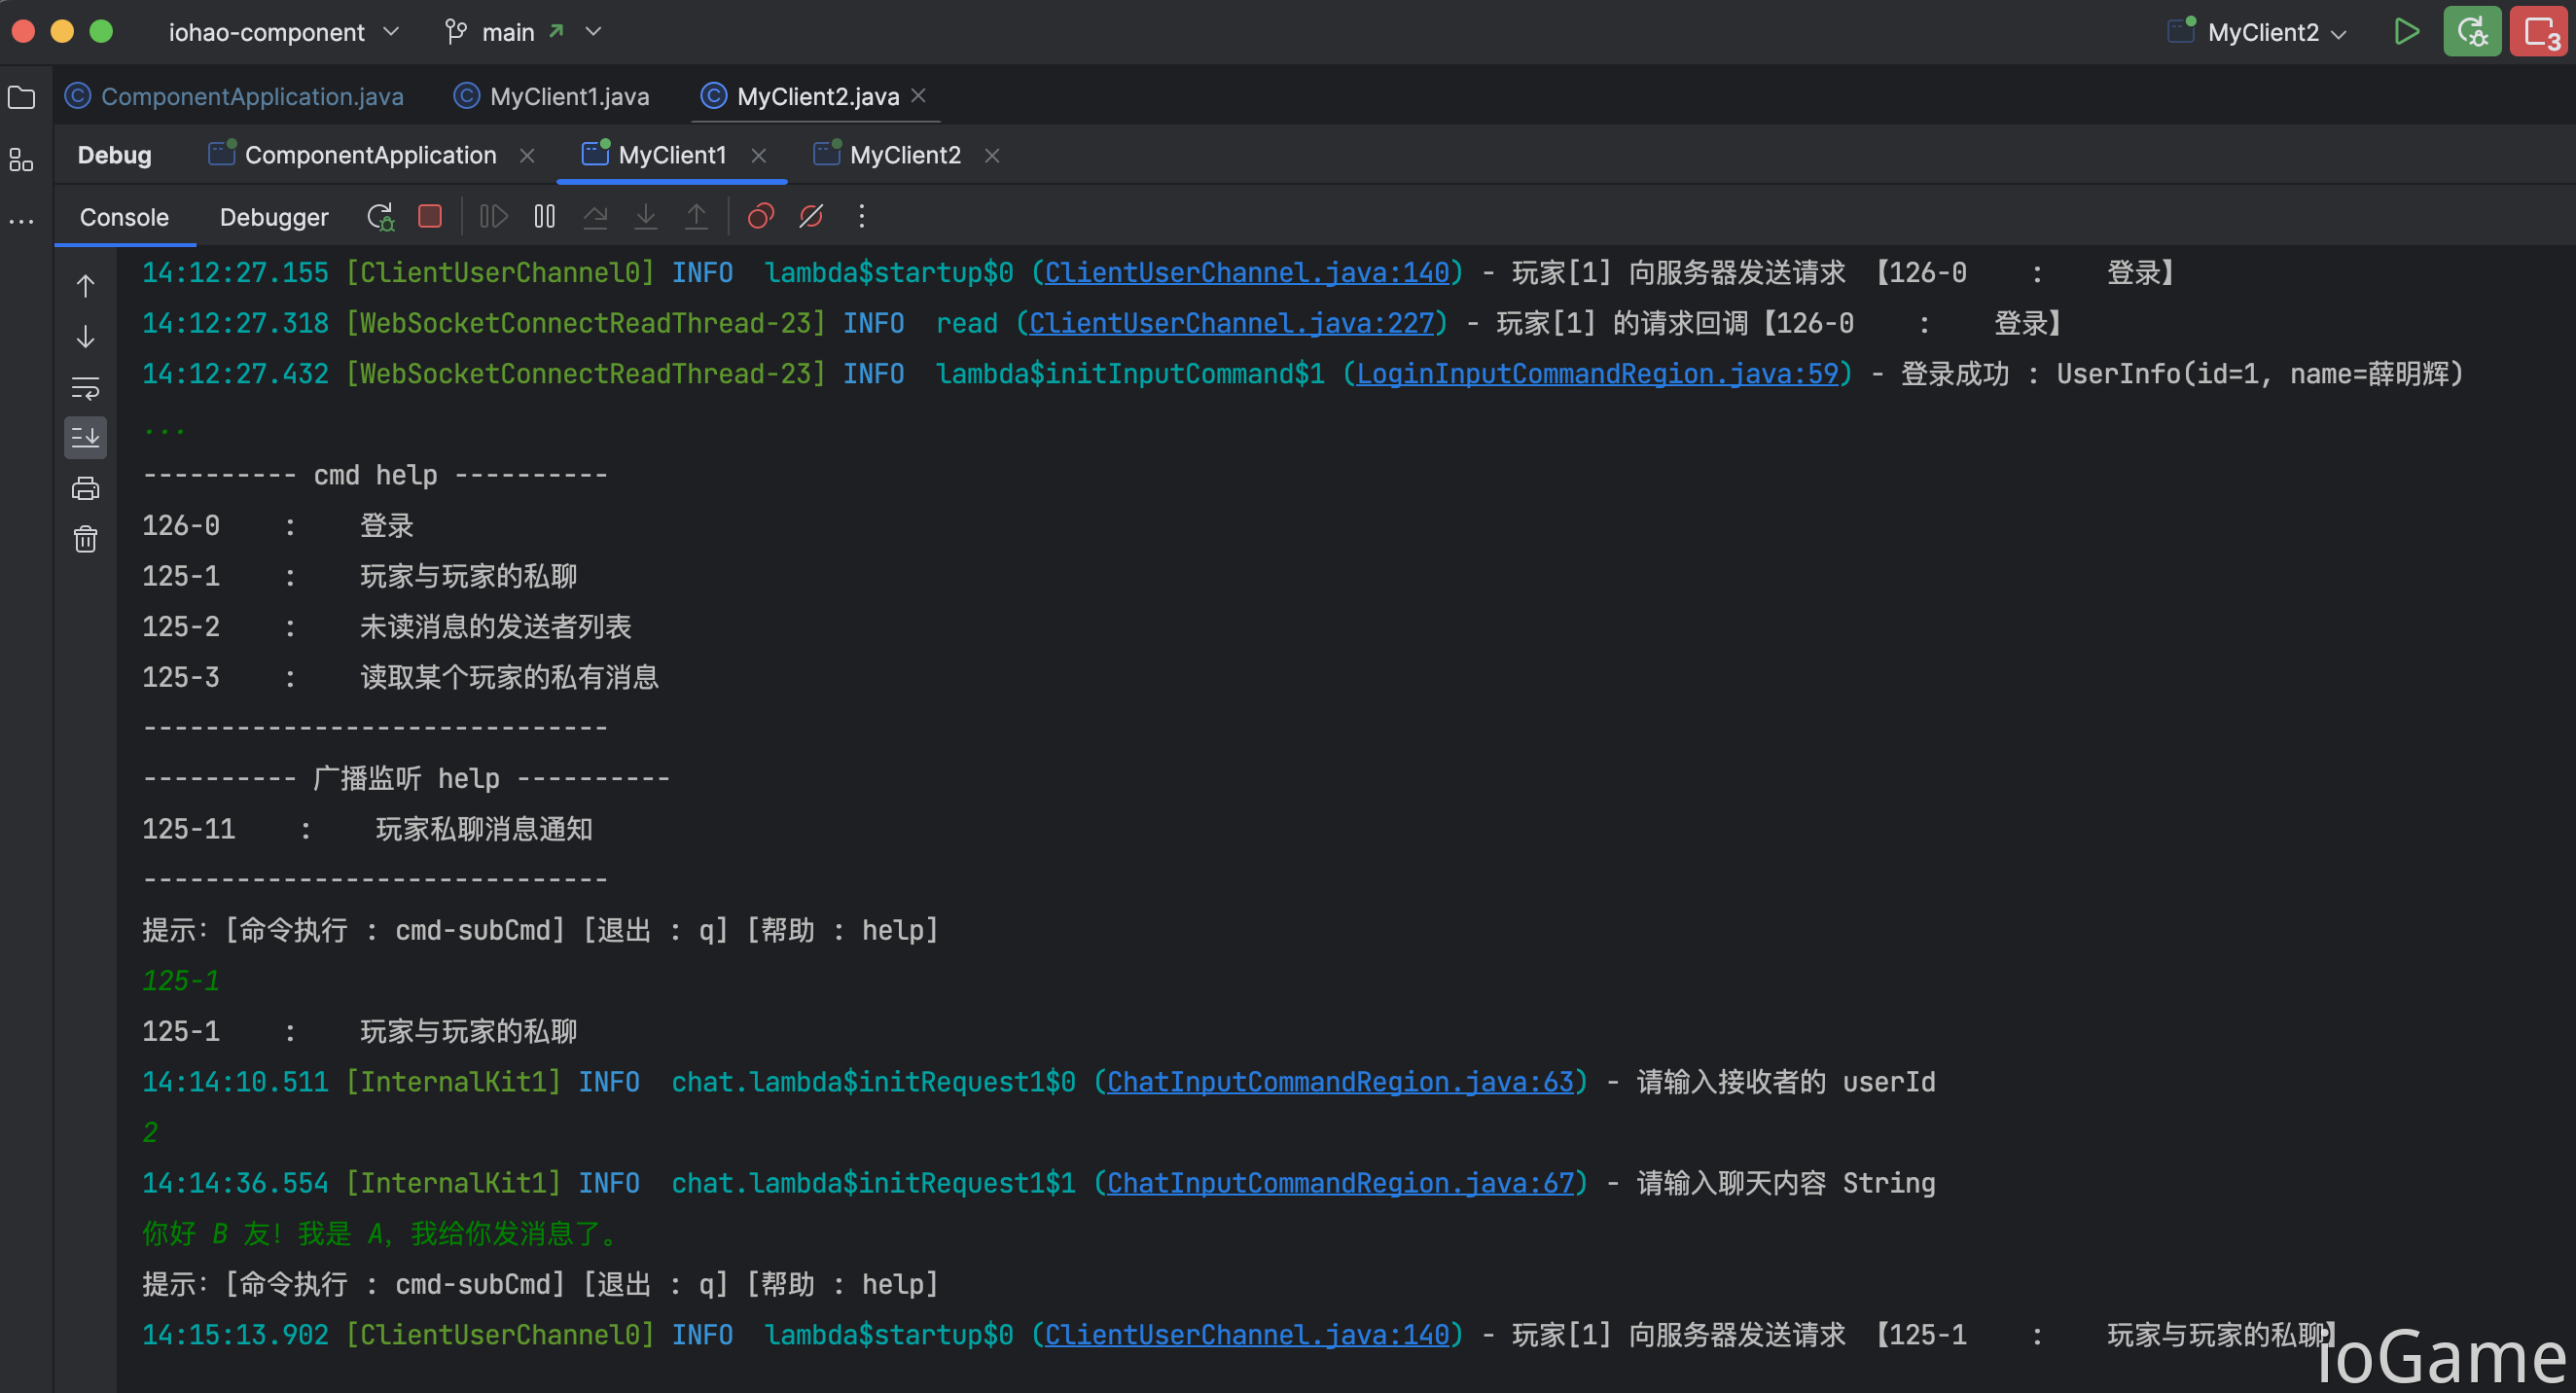 iohao-component main MyClient2 3
ComponentApplication.java MyClient1.java MyClient2.java
Debug ComponentApplication MyClient1 MyClient2
Console Debugger
14:12:27.155 [ClientUserChannel0] INFO lambda$startup$0 (ClientUserChannel.java:140) - 玩家[1] 向服务器发送请求 【126-0 : 登录】
14:12:27.318 [WebSocketConnectReadThread-23] INFO read (ClientUserChannel.java:227) - 玩家[1] 的请求回调【126-0 : 登录】
14:12:27.432 [WebSocketConnectReadThread-23] INFO lambda$initInputCommand$1 (LoginInputCommandRegion.java:59) - 登录成功 : UserInfo(id=1, name=薛明辉)
...
---------- cmd help ----------
126-0 : 登录
125-1 : 玩家与玩家的私聊
125-2 : 未读消息的发送者列表
125-3 : 读取某个玩家的私有消息
------------------------------
---------- 广播监听 help ----------
125-11 : 玩家私聊消息通知
------------------------------
提示：[命令执行 : cmd-subCmd] [退出 : q] [帮助 : help]
125-1
125-1 : 玩家与玩家的私聊
14:14:10.511 [InternalKit1] INFO chat.lambda$initRequest1$0 (ChatInputCommandRegion.java:63) - 请输入接收者的 userId
2
14:14:36.554 [InternalKit1] INFO chat.lambda$initRequest1$1 (ChatInputCommandRegion.java:67) - 请输入聊天内容 String
你好 B 友！我是 A，我给你发消息了。
提示：[命令执行 : cmd-subCmd] [退出 : q] [帮助 : help]
14:15:13.902 [ClientUserChannel0] INFO lambda$startup$0 (ClientUserChannel.java:140) - 玩家[1] 向服务器发送请求 【125-1 : 玩家与玩家的私聊】
ioGame